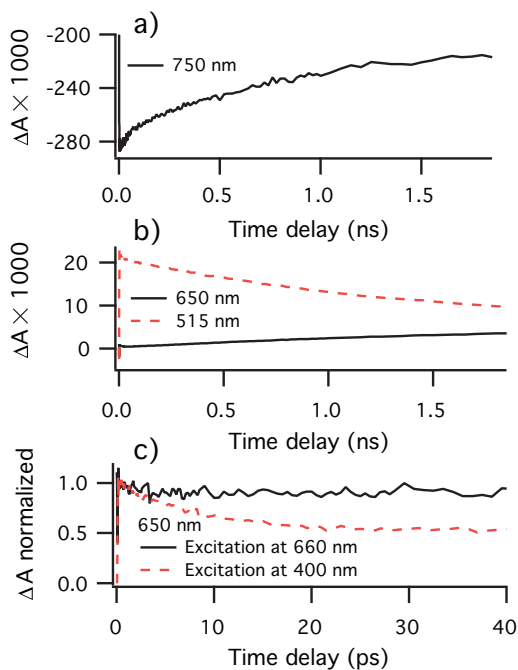 a)
-200
-240
-280
ΔA × 1000
750 nm
0.0 0.5 1.0 1.5
Time delay (ns)
b)
20
10
0
ΔA × 1000
650 nm
515 nm
0.0 0.5 1.0 1.5
Time delay (ns)
c)
1.0
0.5
0.0
ΔA normalized
650 nm
Excitation at 660 nm
Excitation at 400 nm
0 10 20 30 40
Time delay (ps)